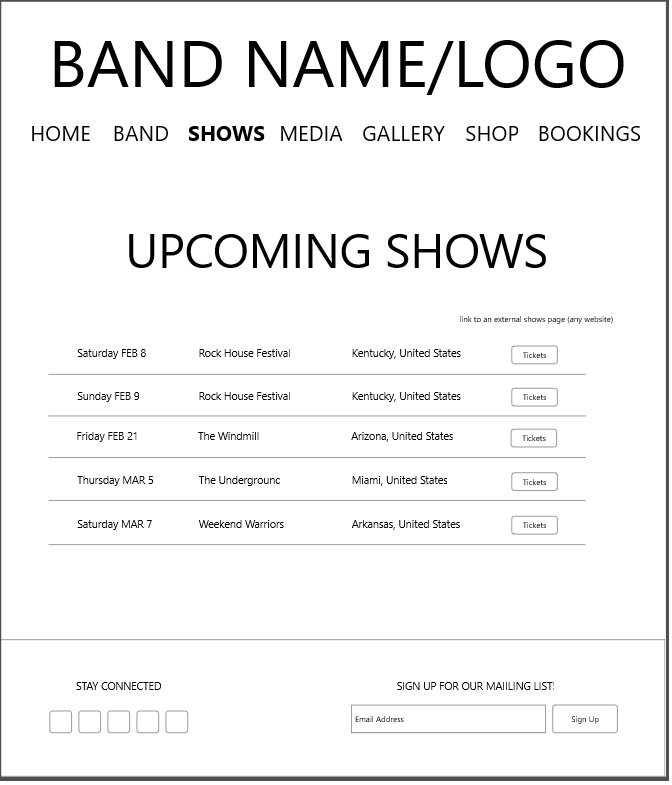 BAND NAME/LOGO
HOME BAND SHOWS MEDIA GALLERY SHOP BOOKINGS
UPCOMING SHOWS
link to an external shows page (any website)
Saturday FEB 8 Rock House Festival Kentucky, United States Tickets
Sunday FEB 9 Rock House Festival Kentucky, United States Tickets
Friday FEB 21 The Windmill Arizona, United States Tickets
Thursday MAR 5 The Undergrounc Miami, United States Tickets
Saturday MAR 7 Weekend Warriors Arkansas, United States Tickets
STAY CONNECTED SIGN UP FOR OUR MAIILING LIST!
Email Address Sign Up